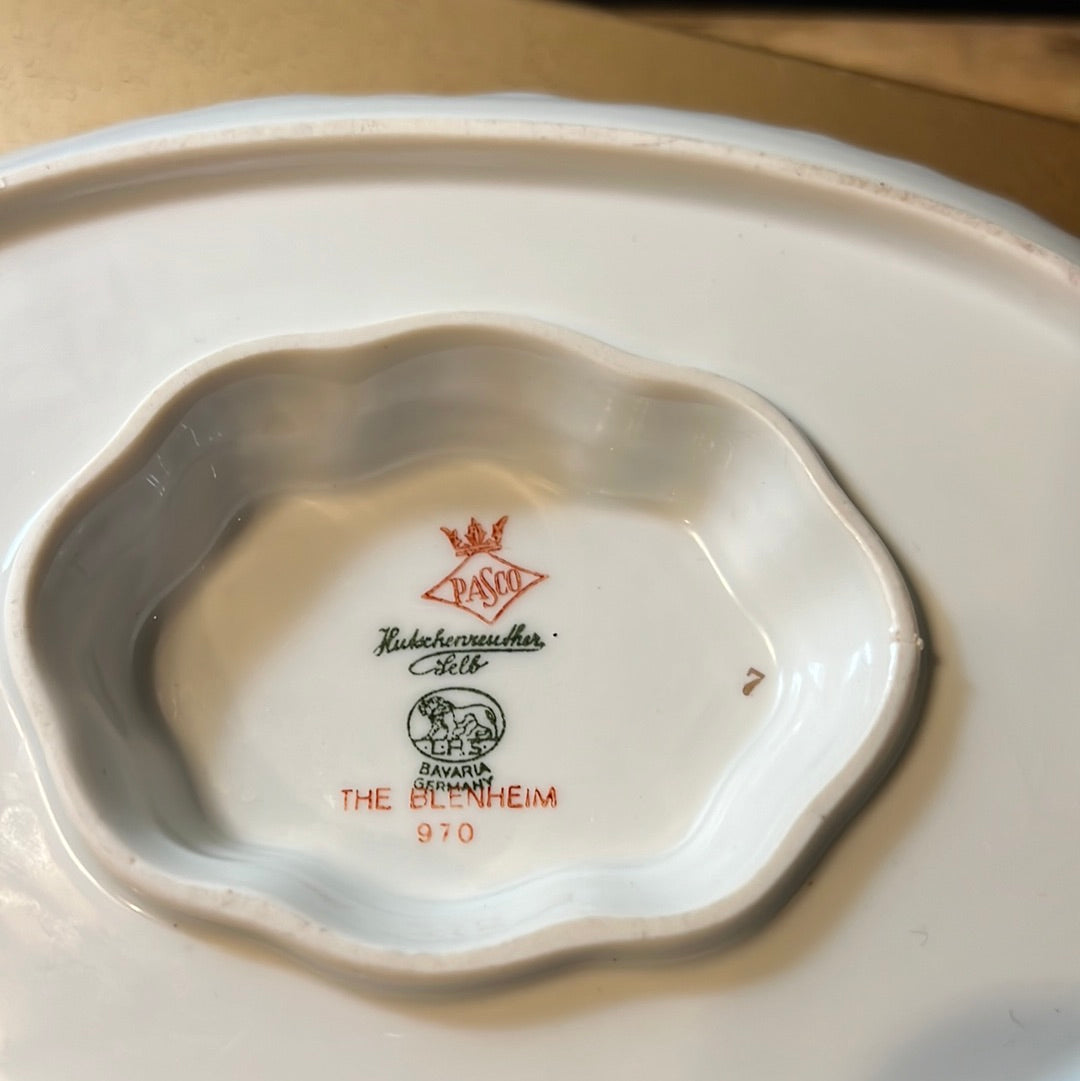 PASCO
Hutschenreuther
Selb
7
L.H.S.
BAVARIA
GERMANY
THE BLENHEIM
970